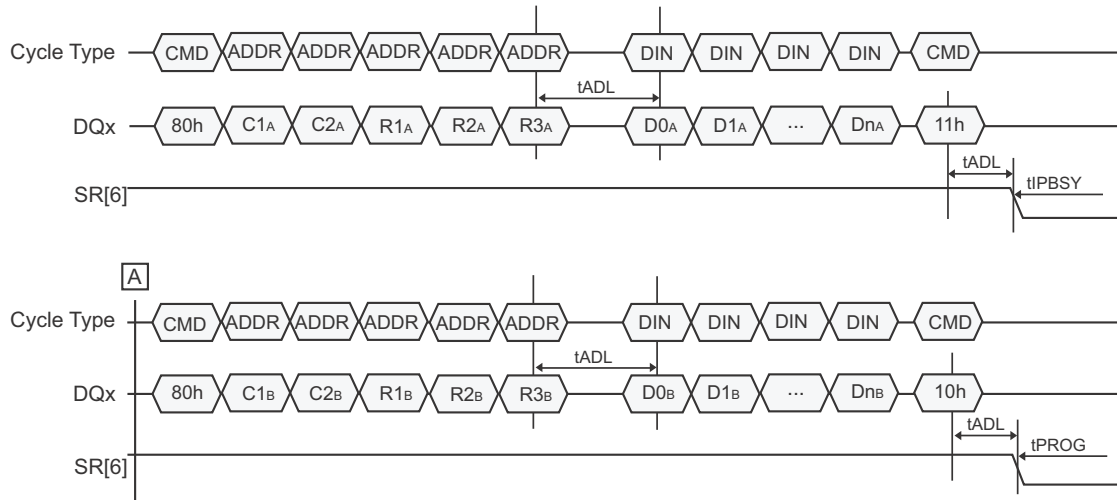 Cycle Type CMD ADDR ADDR ADDR ADDR ADDR DIN DIN DIN DIN CMD
tADL
DQx 80h C1A C2A R1A R2A R3A D0A D1A ... DnA 11h
tADL
SR[6] tIPBSY
A
Cycle Type CMD ADDR ADDR ADDR ADDR ADDR DIN DIN DIN DIN CMD
tADL
DQx 80h C1B C2B R1B R2B R3B D0B D1B ... DnB 10h
tADL
SR[6] tPROG